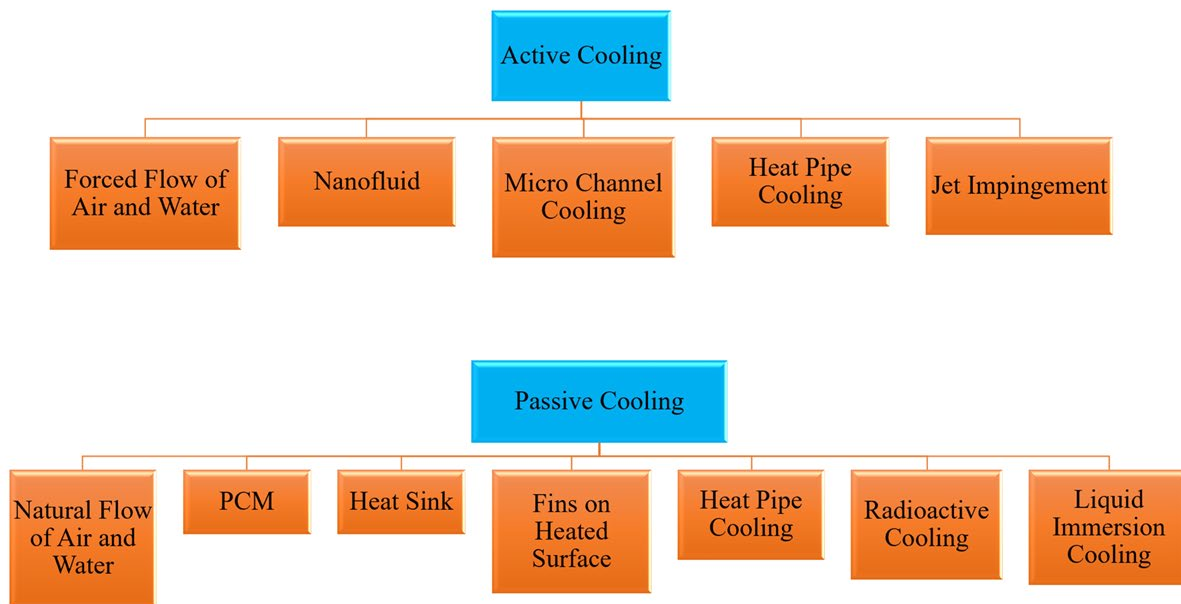 Active Cooling
Forced Flow of
Air and Water
Nanofluid
Micro Channel
Cooling
Heat Pipe
Cooling
Jet Impingement
Passive Cooling
Natural Flow
of Air and
Water
PCM
Heat Sink
Fins on
Heated
Surface
Heat Pipe
Cooling
Radioactive
Cooling
Liquid
Immersion
Cooling